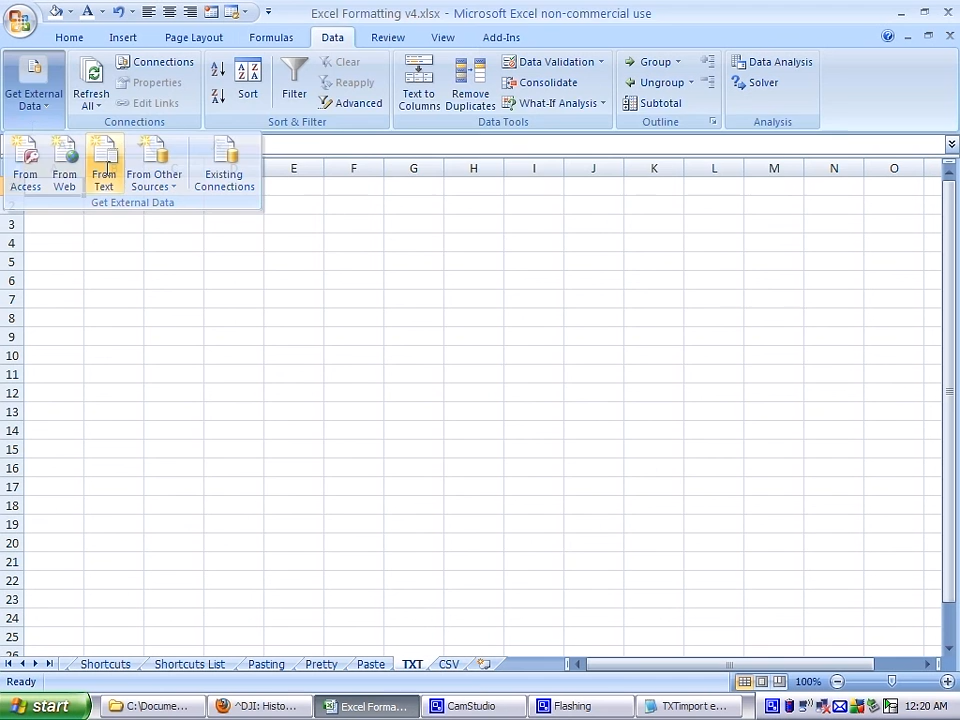 Excel Formatting v4.xlsx - Microsoft Excel non-commercial use
Home Insert Page Layout Formulas Data Review View Add-Ins
Get External Data
Refresh All
Connections
Properties
Edit Links
Connections
Sort
Filter
Clear
Reapply
Advanced
Sort & Filter
Text to Columns
Remove Duplicates
Data Validation
Consolidate
What-If Analysis
Data Tools
Group
Ungroup
Subtotal
Outline
Data Analysis
Solver
Analysis
From Access
From Web
From Text
From Other Sources
Existing Connections
Get External Data
E F G H I J K L M N O
3
4
5
6
7
8
9
10
11
12
13
14
15
16
17
18
19
20
21
22
23
24
25
Shortcuts Shortcuts List Pasting Pretty Paste TXT CSV
Ready 100%
start C:\Docume... ^DJI: Histo... Excel Forma... CamStudio Flashing TXTimport e... 12:20 AM